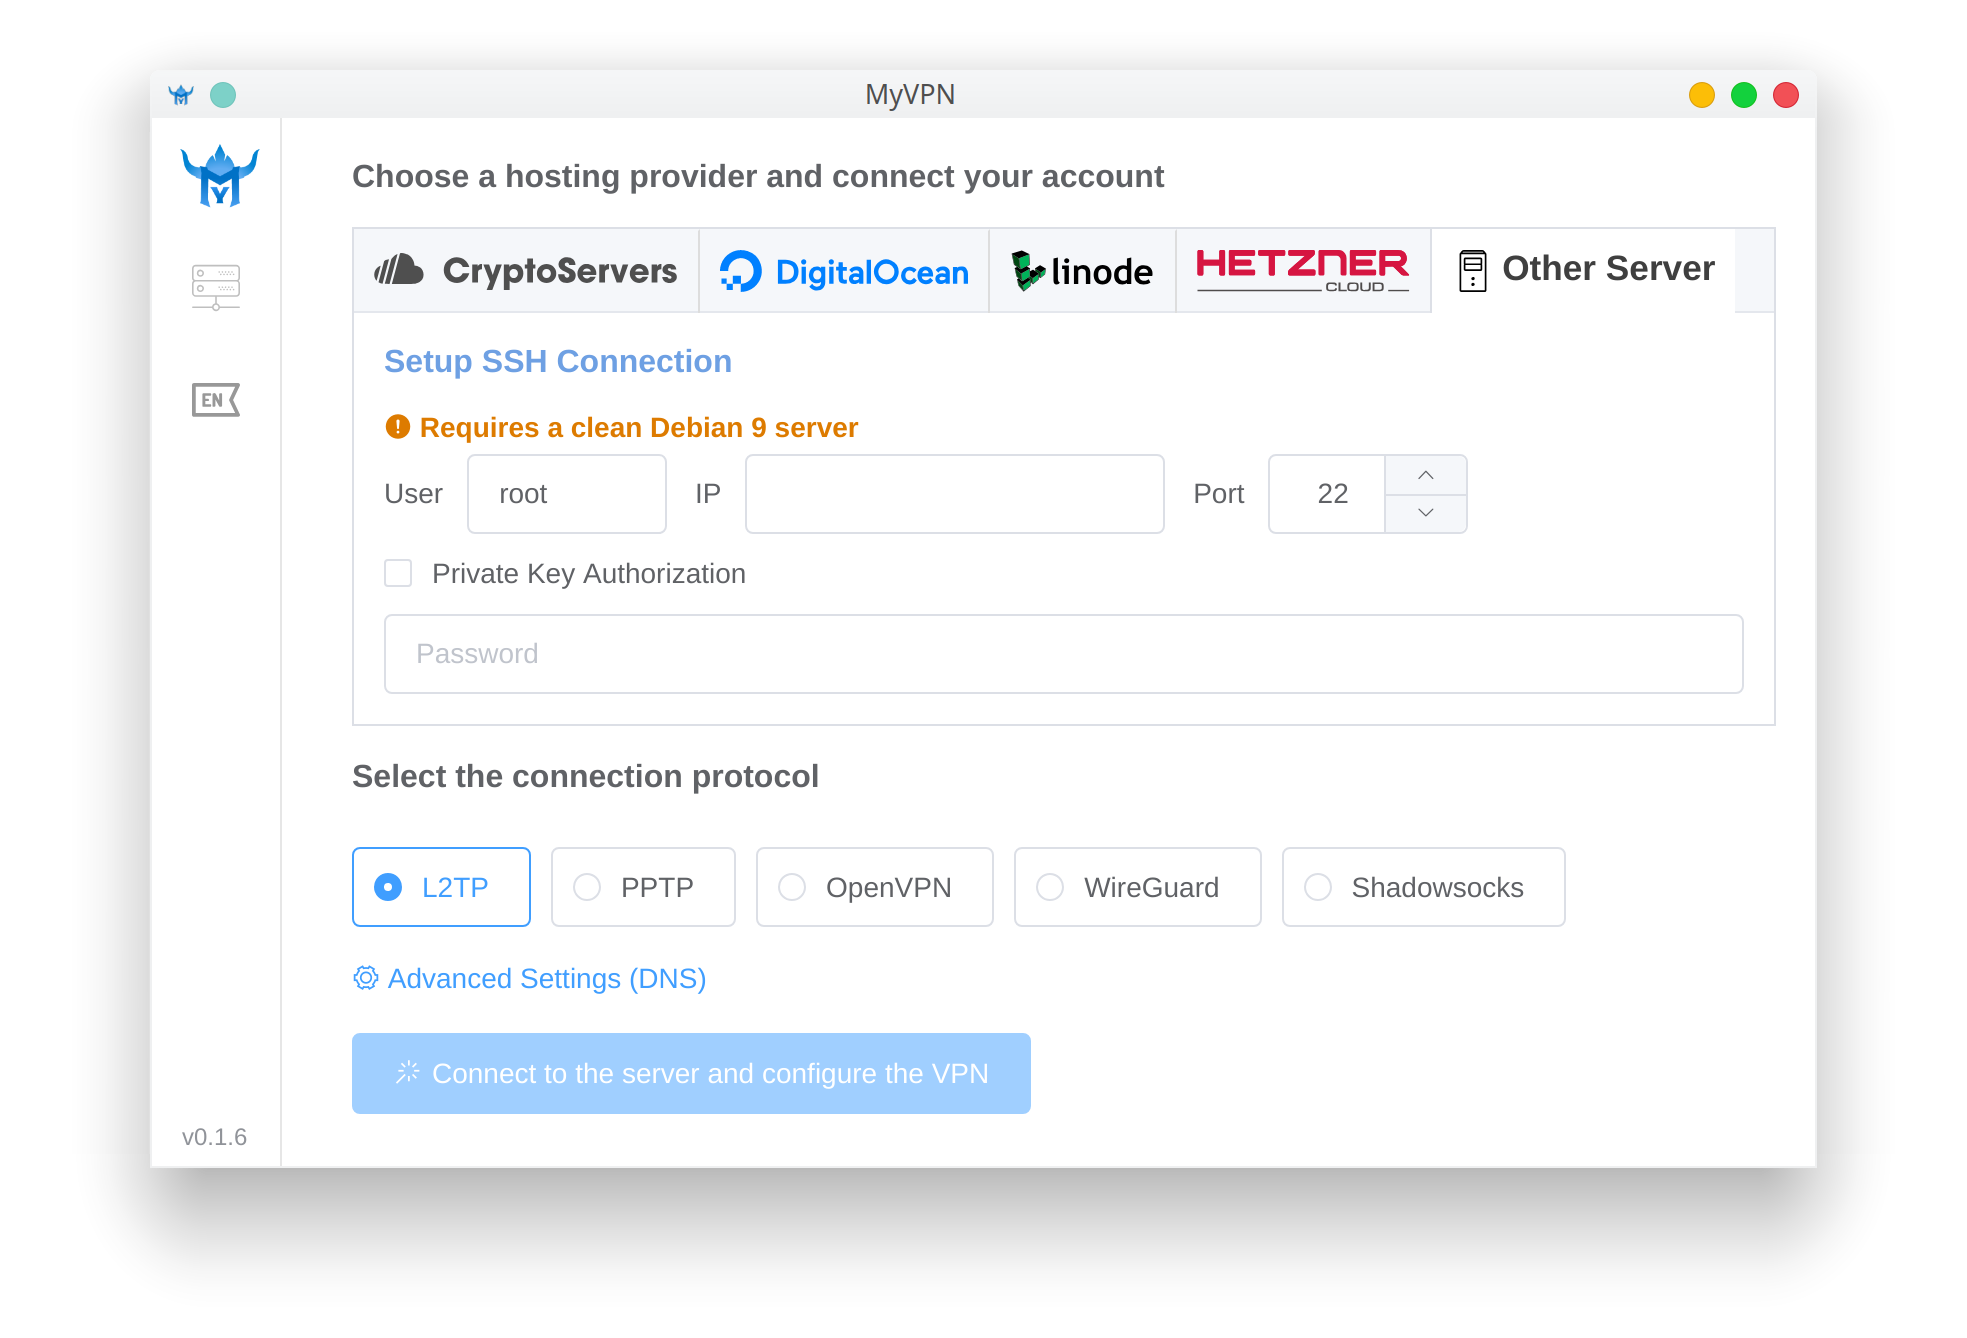 MyVPN
Choose a hosting provider and connect your account
CryptoServers DigitalOcean linode HETZNER CLOUD Other Server
Setup SSH Connection
Requires a clean Debian 9 server
User root IP Port 22
Private Key Authorization
Password
Select the connection protocol
L2TP PPTP OpenVPN WireGuard Shadowsocks
Advanced Settings (DNS)
Connect to the server and configure the VPN
EN
v0.1.6